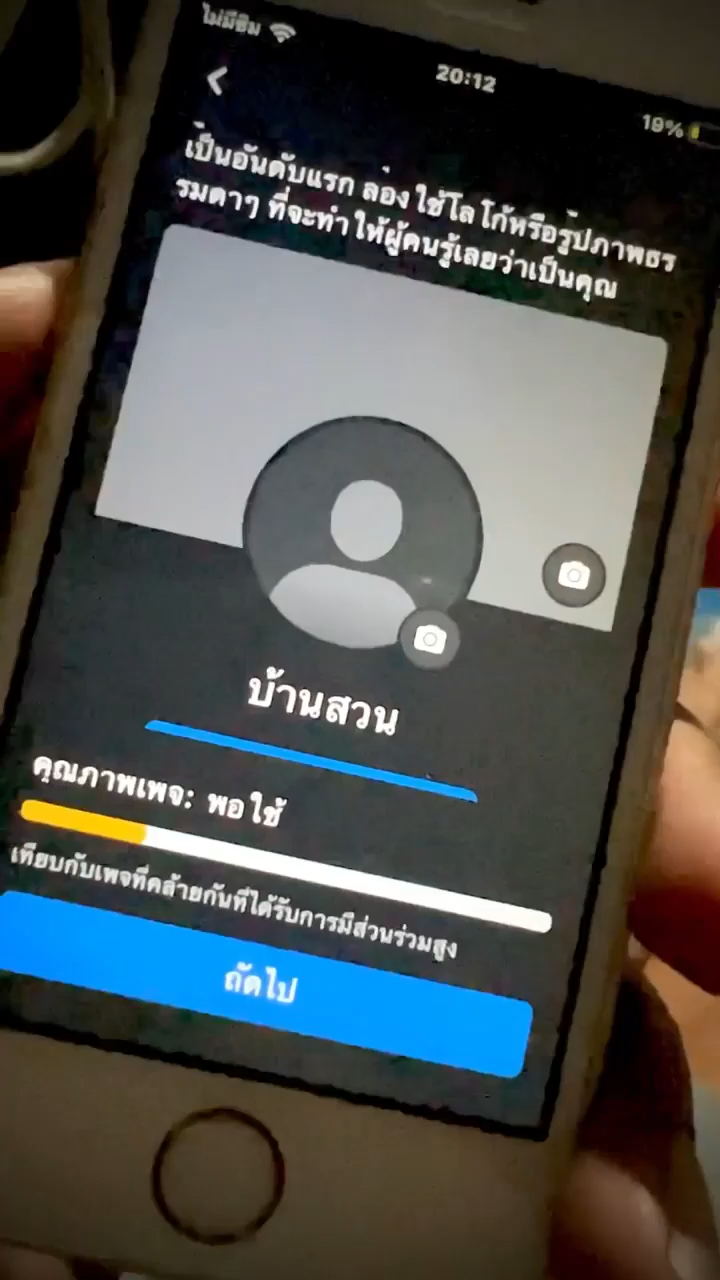 ไม่มีซิม
20:12
19%
เป็นอันดับแรก ลองใช้โลโก้หรือรูปภาพธร
รมดาๆ ที่จะทำให้ผู้คนรู้เลยว่าเป็นคุณ
บ้านสวน
คุณภาพเพจ: พอใช้
เทียบกับเพจที่คล้ายกันที่ได้รับการมีส่วนร่วมสูง
ถัดไป